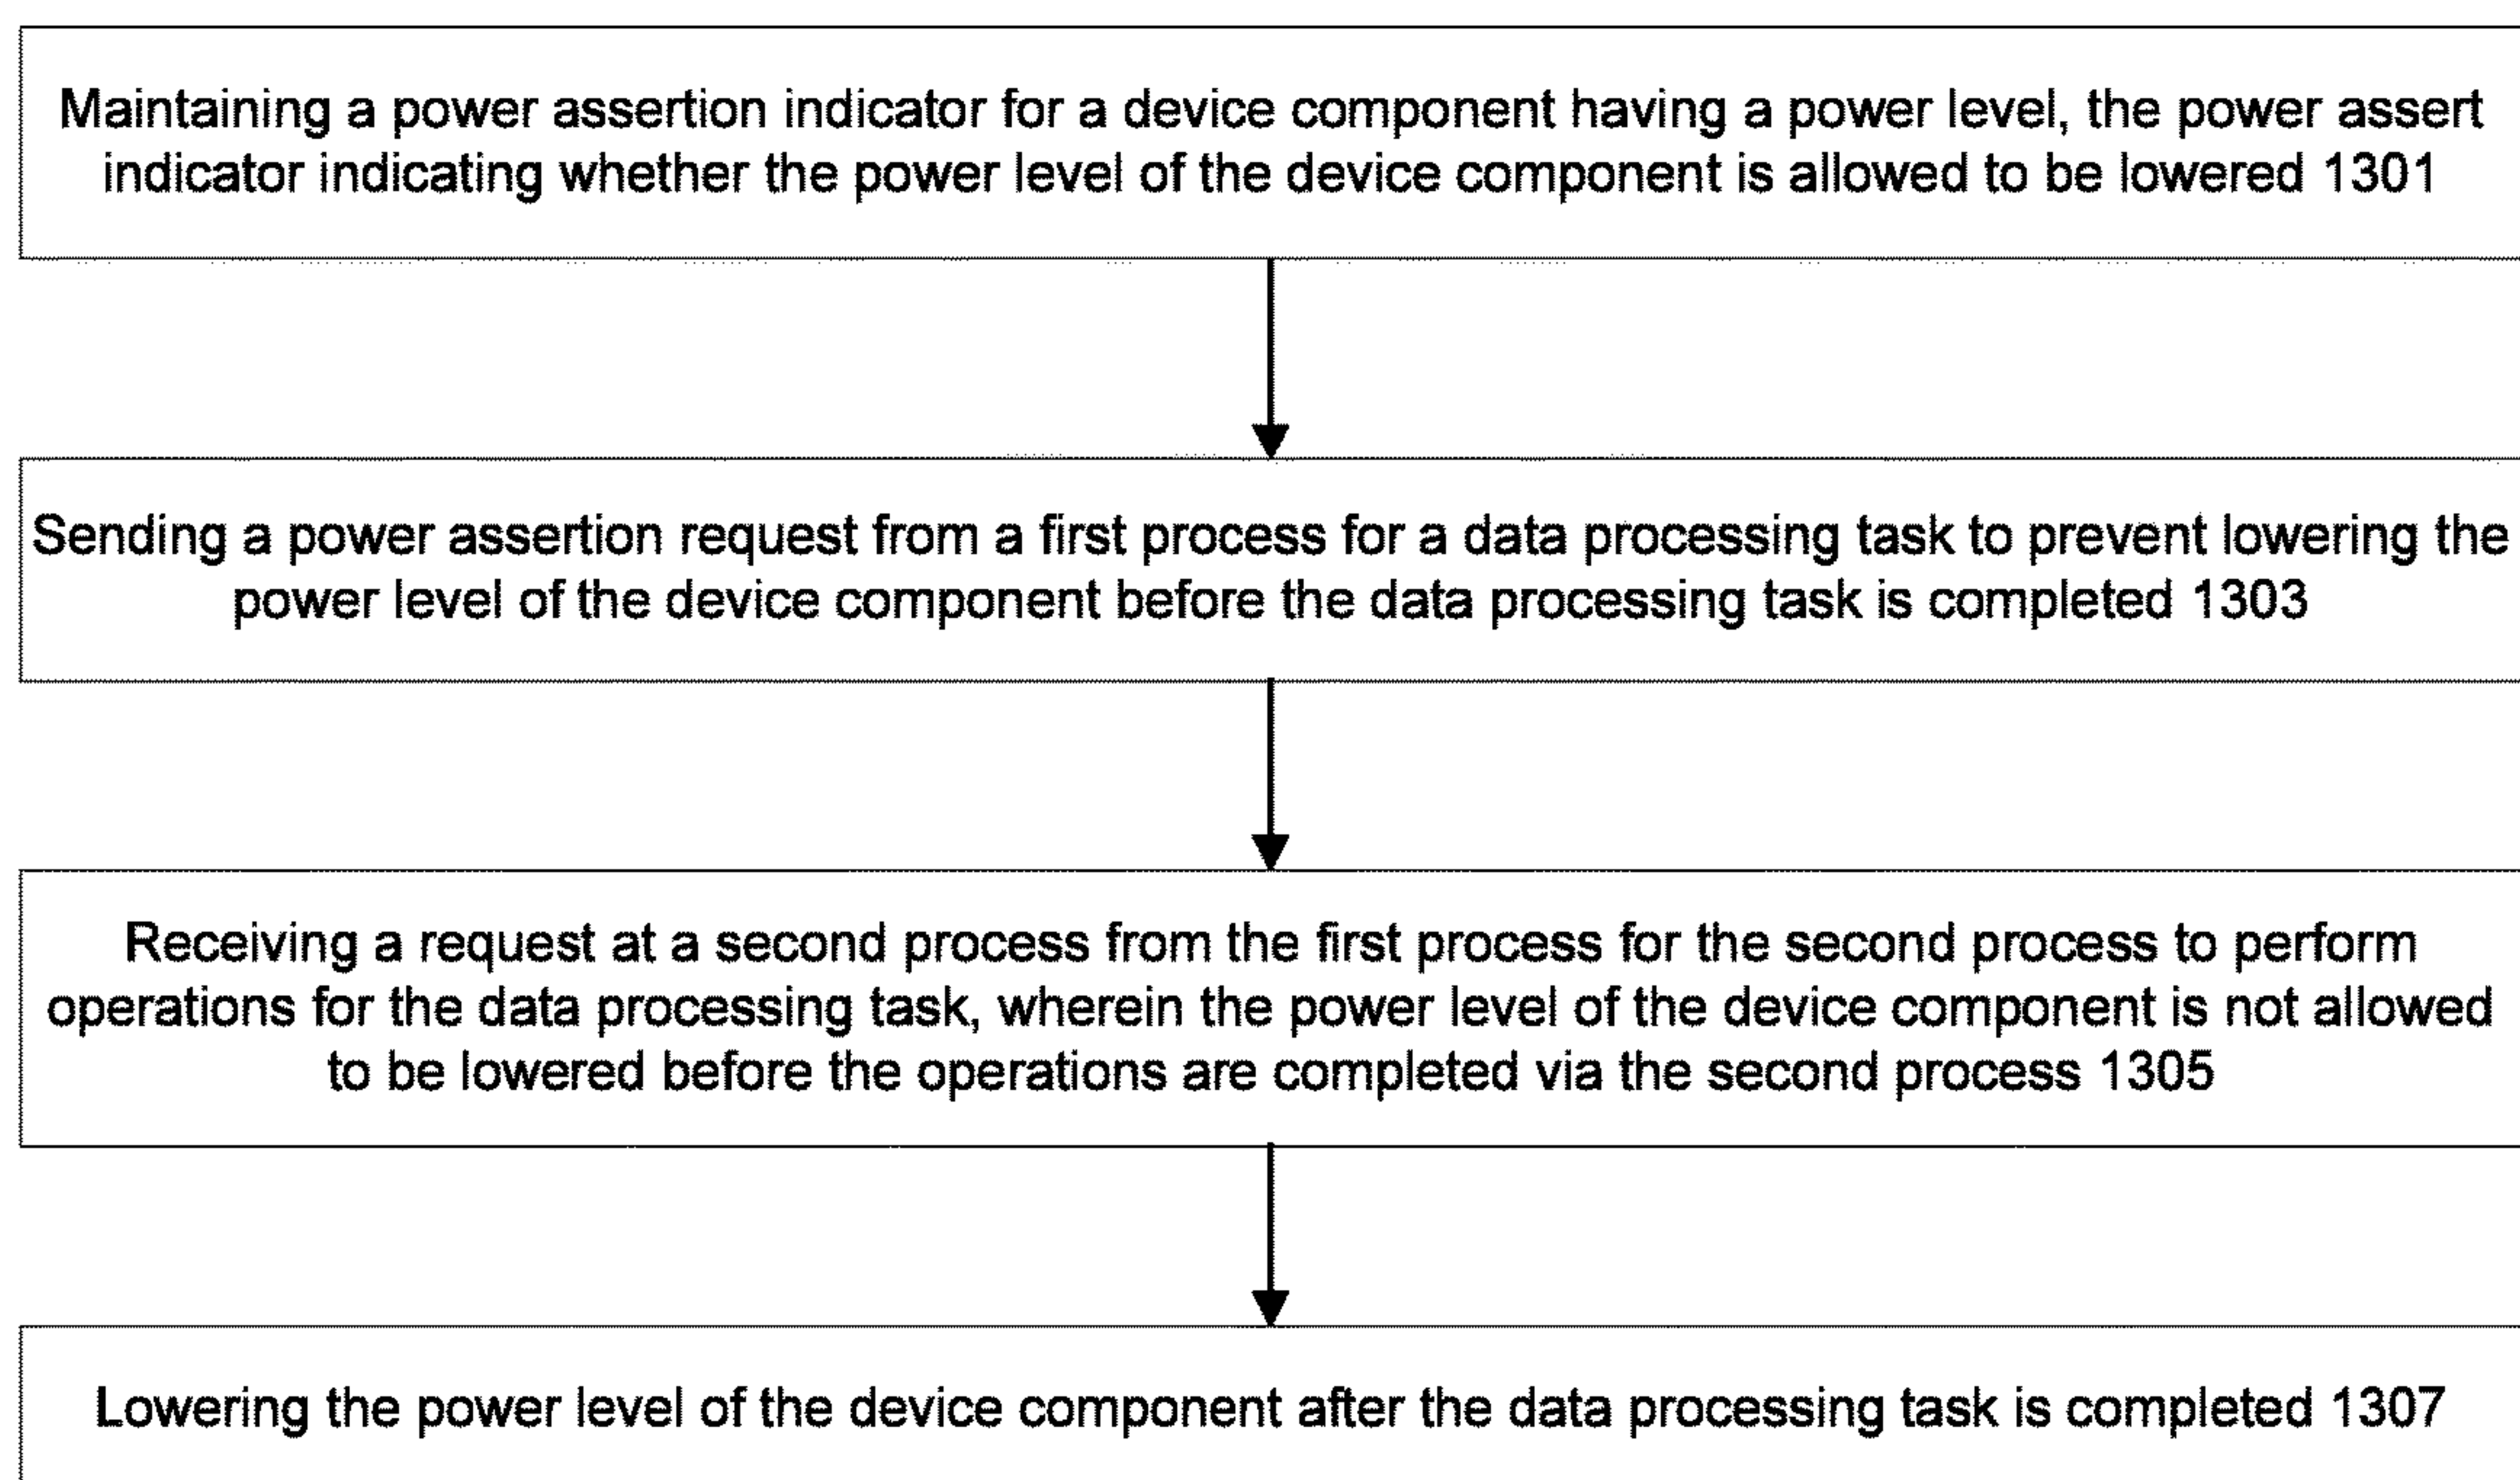 Maintaining a power assertion indicator for a device component having a power level, the power assert
indicator indicating whether the power level of the device component is allowed to be lowered 1301
Sending a power assertion request from a first process for a data processing task to prevent lowering the
power level of the device component before the data processing task is completed 1303
Receiving a request at a second process from the first process for the second process to perform
operations for the data processing task, wherein the power level of the device component is not allowed
to be lowered before the operations are completed via the second process 1305
Lowering the power level of the device component after the data processing task is completed 1307